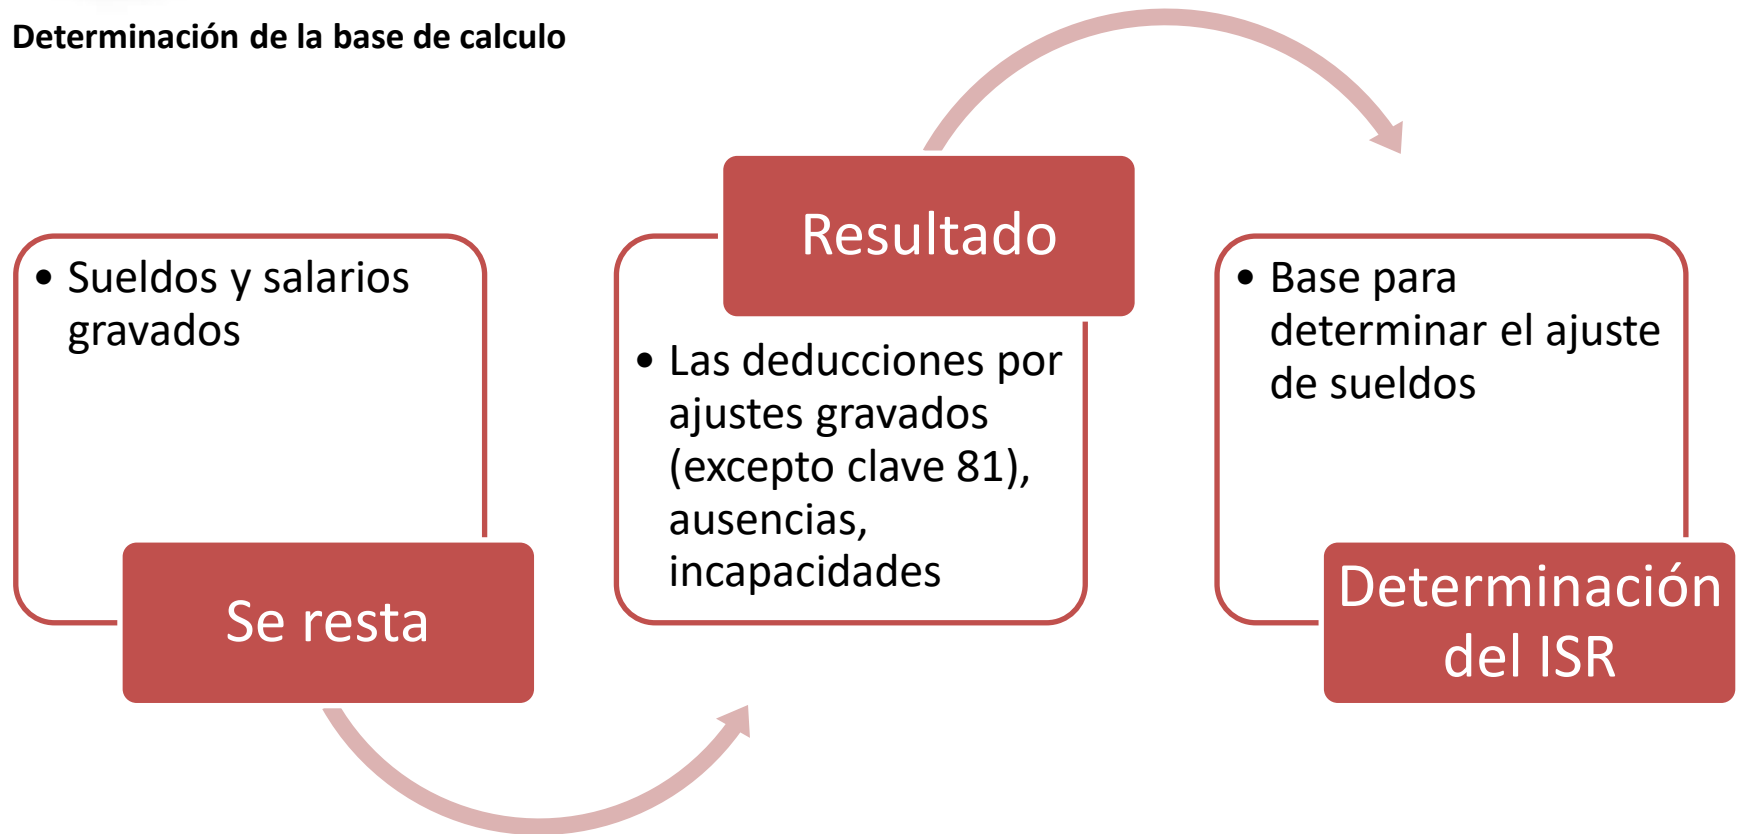 Determinación de la base de calculo
• Sueldos y salarios
gravados
Se resta
Resultado
• Las deducciones por
ajustes gravados
(excepto clave 81),
ausencias,
incapacidades
• Base para
determinar el ajuste
de sueldos
Determinación
del ISR